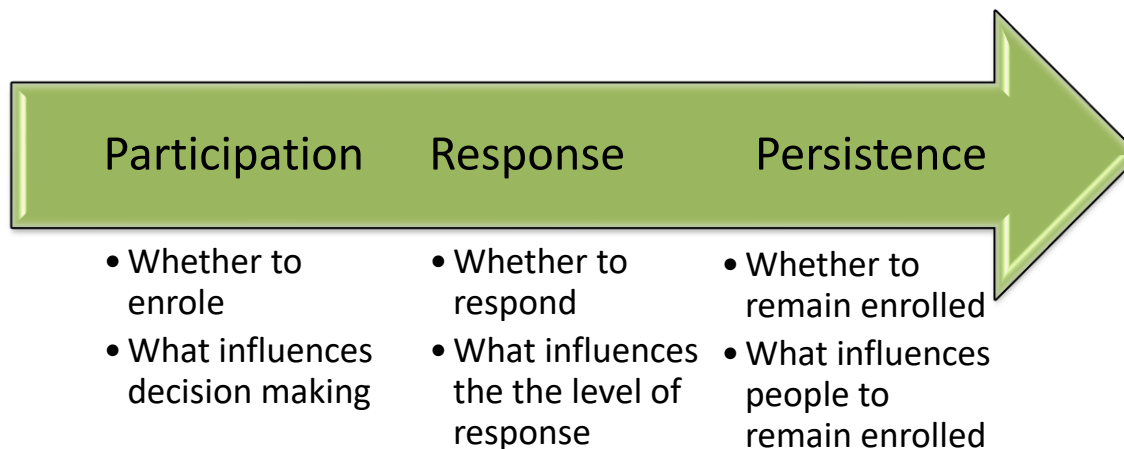 Participation
Response
Persistence
• Whether to
enrole
• What influences
decision making
• Whether to
respond
• What influences
the the level of
response
• Whether to
remain enrolled
• What influences
people to
remain enrolled